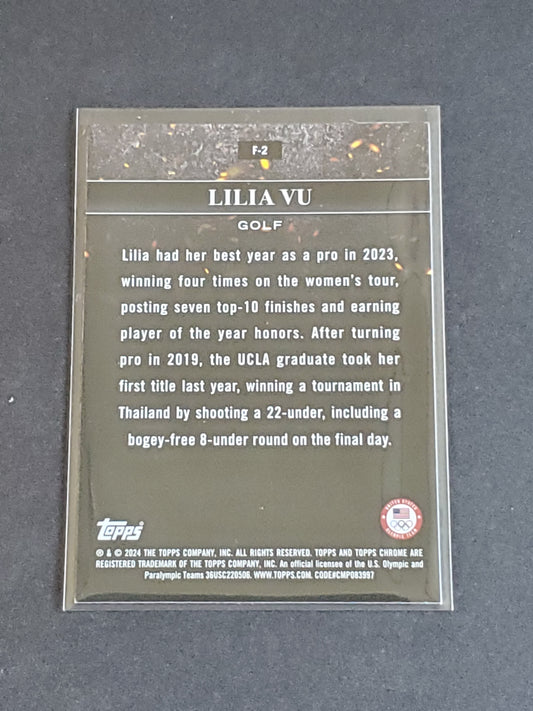 F-2
LILIA VU
GOLF
Lilia had her best year as a pro in 2023,
winning four times on the women's tour,
posting seven top-10 finishes and earning
player of the year honors. After turning
pro in 2019, the UCLA graduate took her
first title last year, winning a tournament in
Thailand by shooting a 22-under, including a
bogey-free 8-under round on the final day.
topps
UNITED STATES
OLYMPIC TEAM
® & © 2024 THE TOPPS COMPANY, INC. ALL RIGHTS RESERVED. TOPPS AND TOPPS CHROME ARE
REGISTERED TRADEMARK OF THE TOPPS COMPANY, INC. An official licensee of the U.S. Olympic and
Paralympic Teams 36USC220506. WWW.TOPPS.COM. CODE#CMP083997